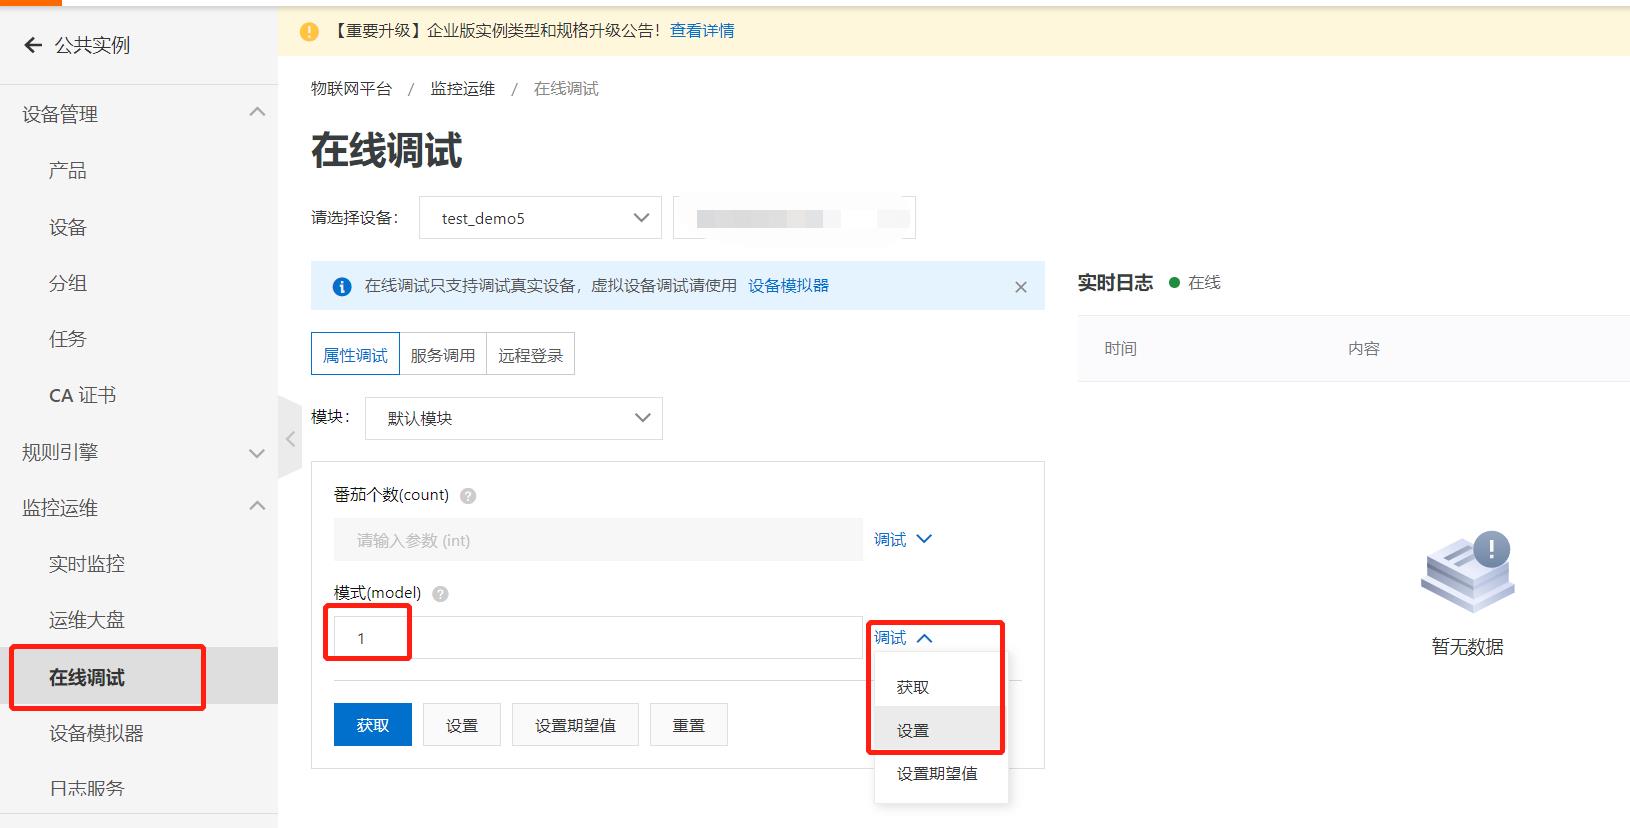 公共实例
设备管理
产品
设备
分组
任务
CA 证书
规则引擎
监控运维
实时监控
运维大盘
在线调试
设备模拟器
日志服务
【重要升级】企业版实例类型和规格升级公告！查看详情
物联网平台 / 监控运维 / 在线调试
在线调试
请选择设备： test_demo5
在线调试只支持调试真实设备，虚拟设备调试请使用 设备模拟器
属性调试 服务调用 远程登录
模块： 默认模块
番茄个数(count) ?
请输入参数 (int) 调试
模式(model) ?
1 调试
获取
设置
设置期望值
获取 设置 设置期望值 重置
实时日志 在线
时间 内容
暂无数据